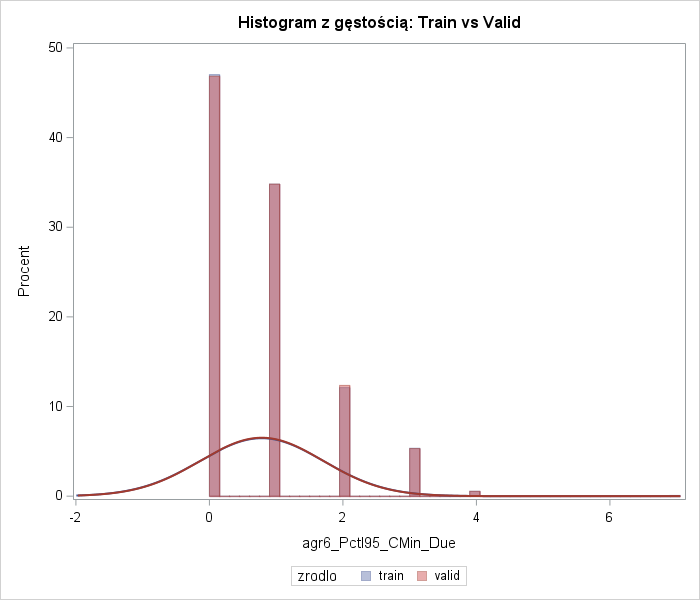 Histogram z gęstością: Train vs Valid
50
40
30
20
10
0
Procent
-2 0 2 4 6
agr6_Pctl95_CMin_Due
zrodlo train valid